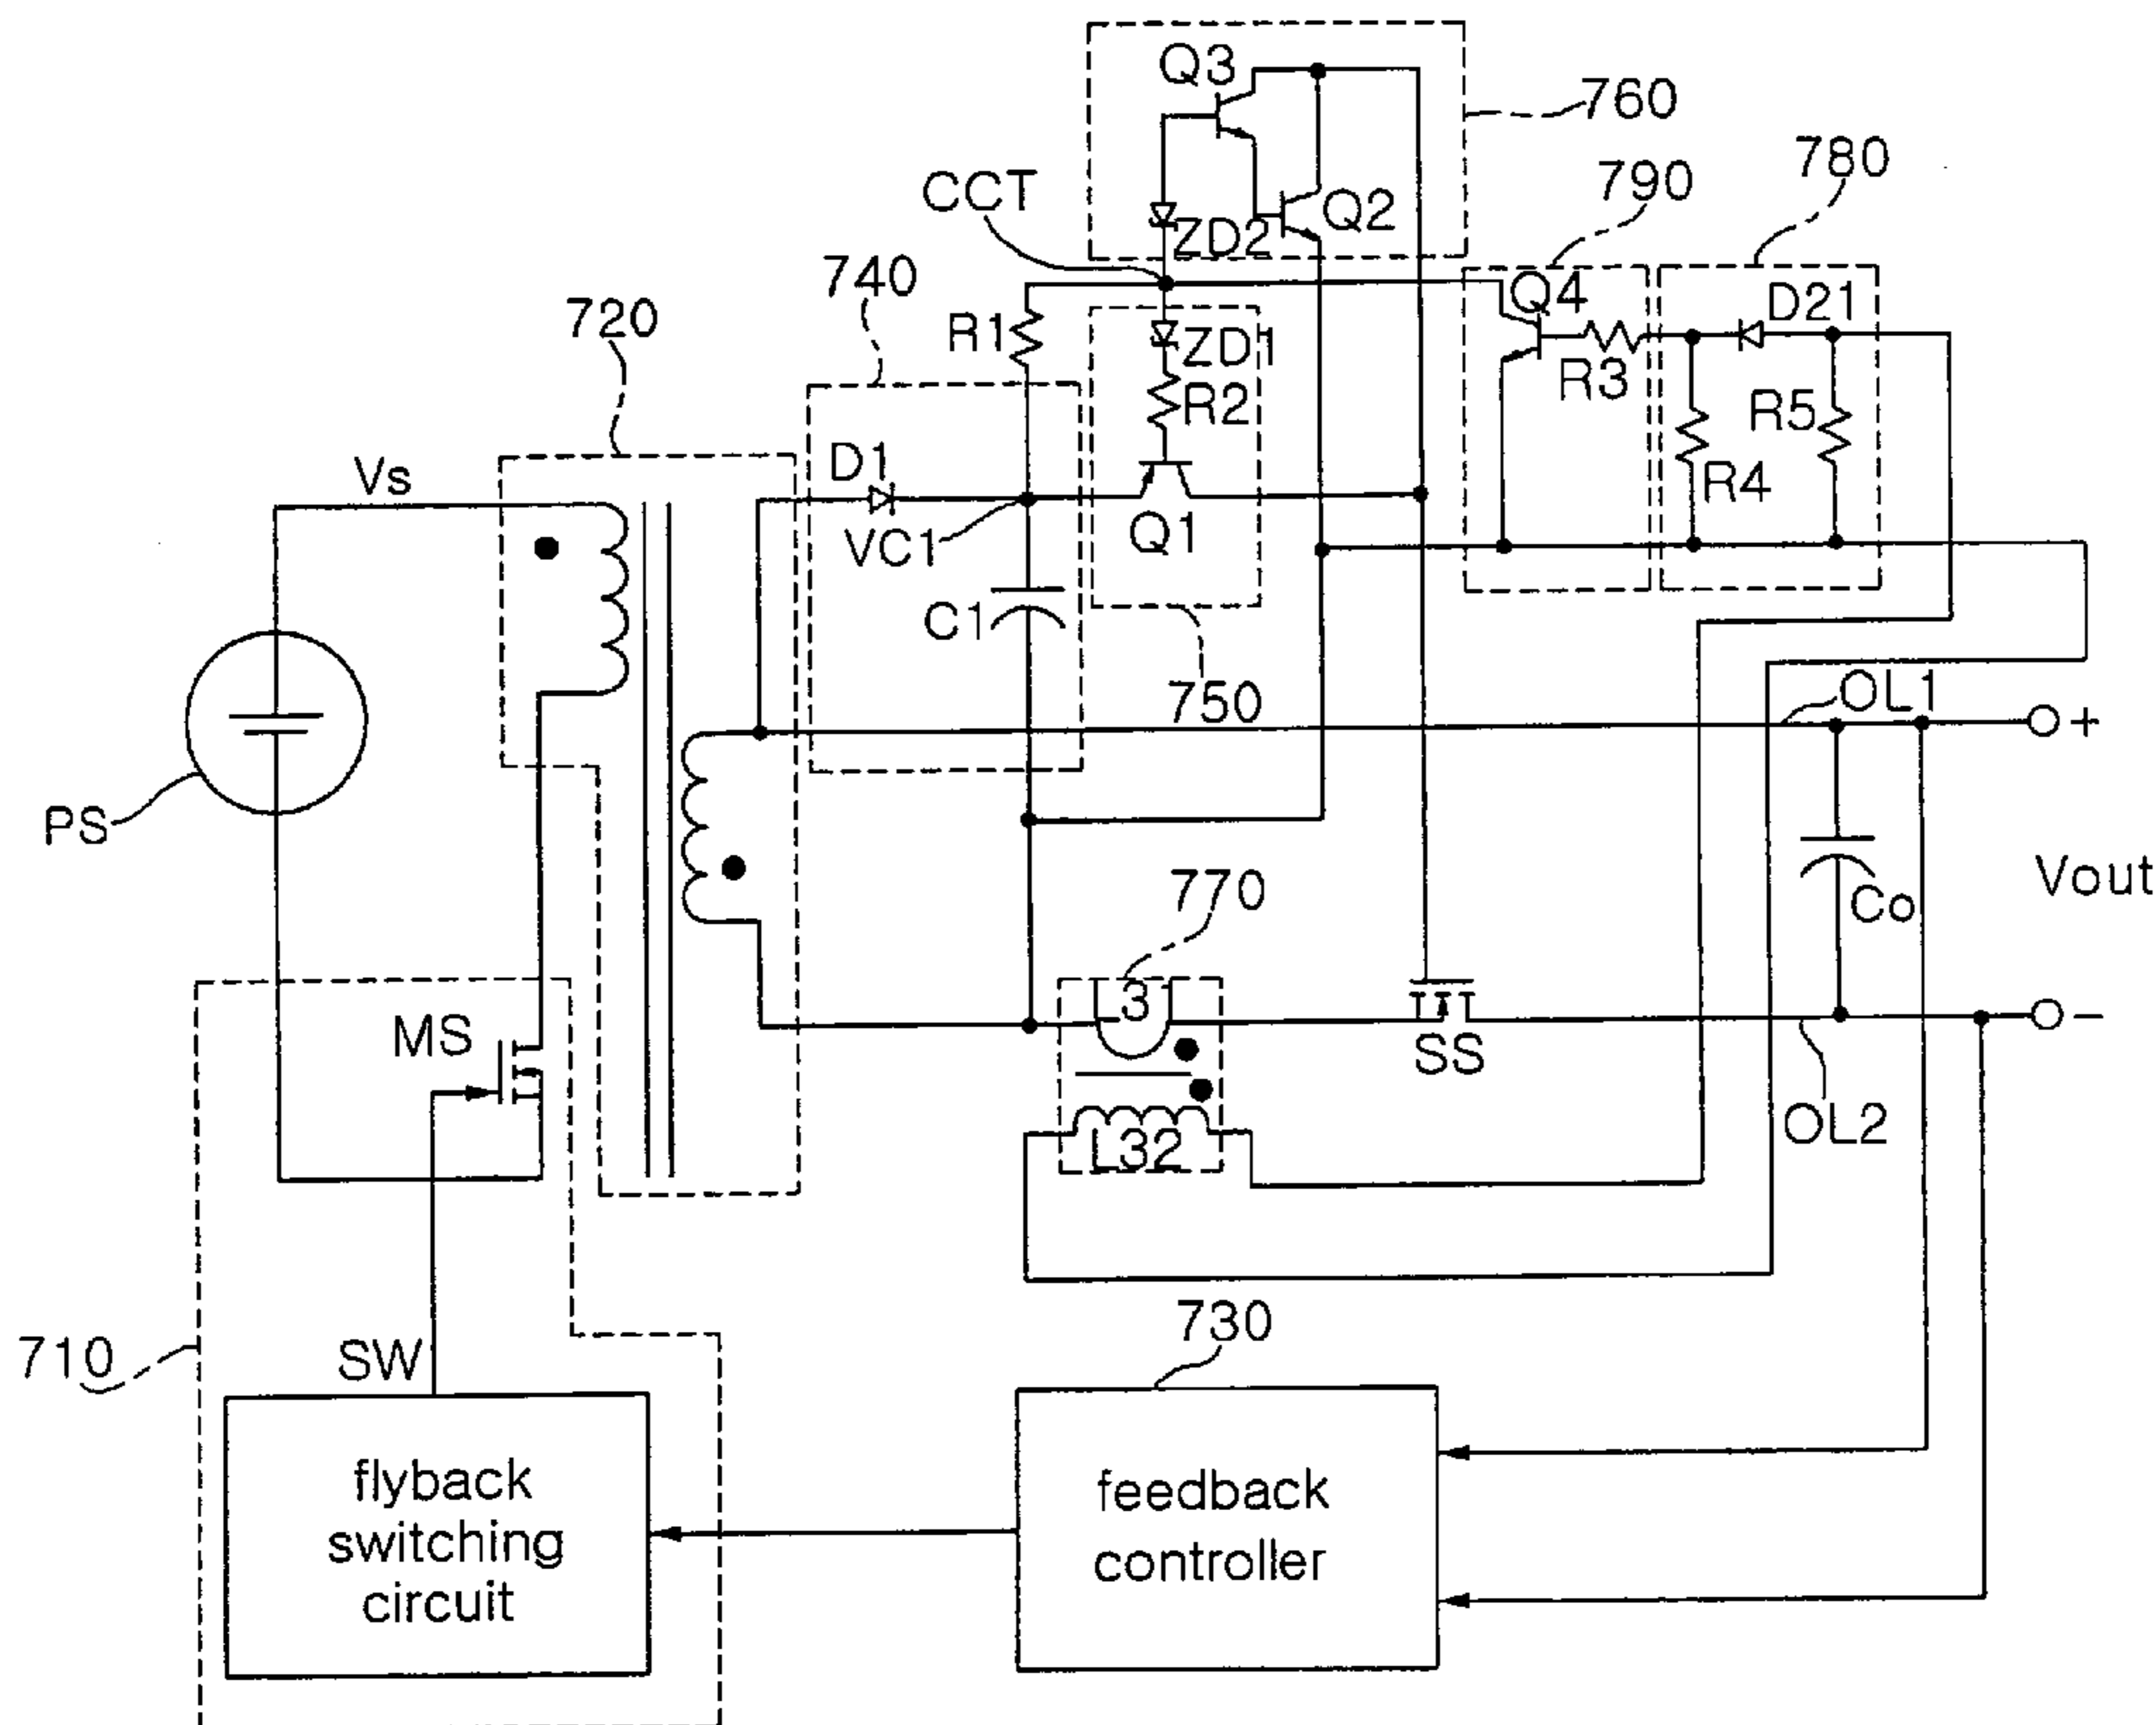 Q3
760
790
780
CCT
Q2
ZD2
740
Q4
D21
720
R1
ZD1
R3
R2
R5
D1
R4
Vs
VC1
Q1
C1
750
OL1
+
PS
770
Vout
Co
3
MS
SS
−
L32
OL2
730
710
SW
flyback
switching
circuit
feedback
controller